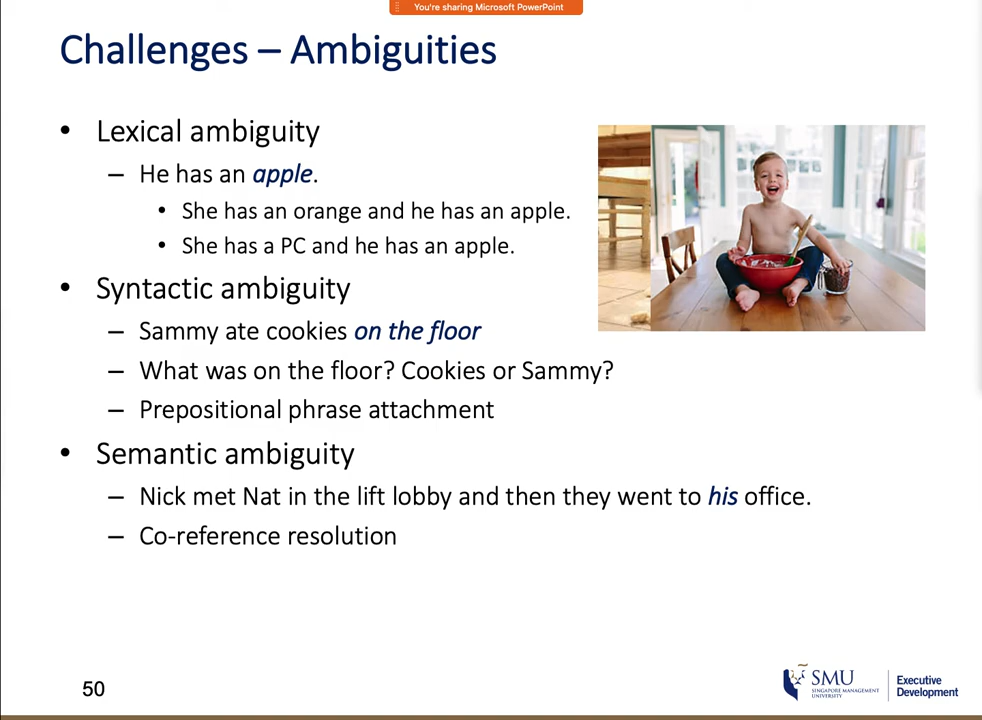 You're sharing Microsoft PowerPoint
Challenges – Ambiguities
• Lexical ambiguity
– He has an apple.
• She has an orange and he has an apple.
• She has a PC and he has an apple.
• Syntactic ambiguity
– Sammy ate cookies on the floor
– What was on the floor? Cookies or Sammy?
– Prepositional phrase attachment
• Semantic ambiguity
– Nick met Nat in the lift lobby and then they went to his office.
– Co-reference resolution
50
SMU
SINGAPORE MANAGEMENT
UNIVERSITY
Executive
Development